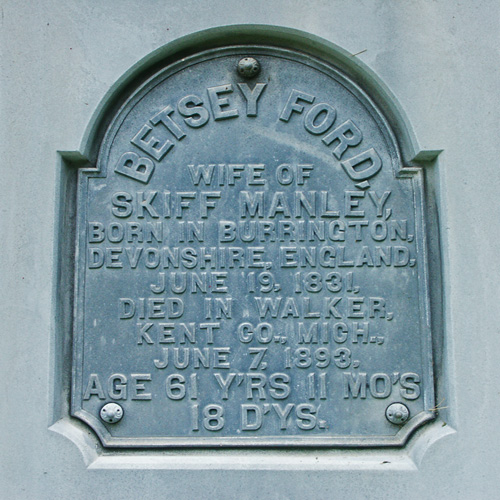 BETSEY FORD,
WIFE OF
SKIFF MANLEY,
BORN IN BURRINGTON,
DEVONSHIRE, ENGLAND,
JUNE 19, 1831,
DIED IN WALKER,
KENT CO., MICH.,
JUNE 7, 1893,
AGE 61 Y'RS 11 MO'S
18 D'YS.